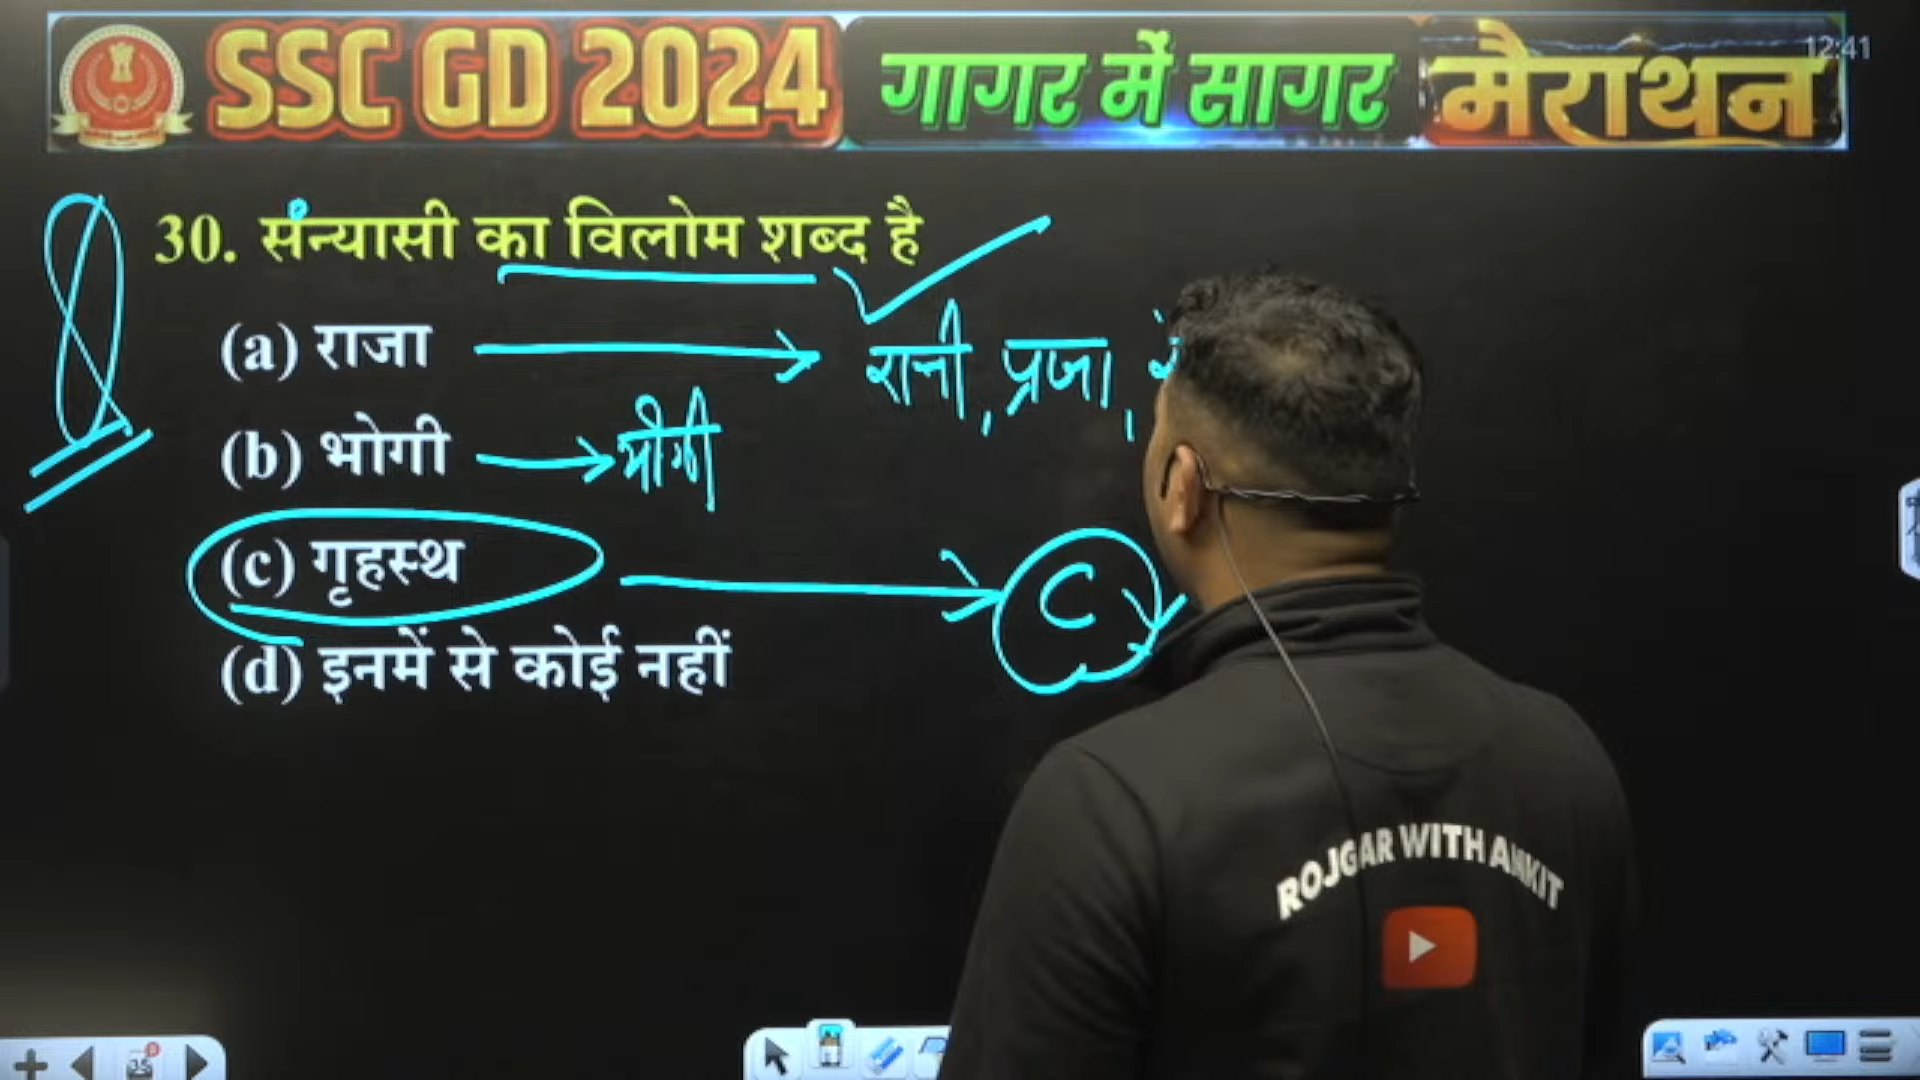 SSC GD 2024 गागर में सागर मैराथन
12:41
30. संन्यासी का विलोम शब्द है
(a) राजा → रानी, प्रजा,
(b) भोगी →
(c) गृहस्थ → C
(d) इनमें से कोई नहीं
ROJGAR WITH ANKIT